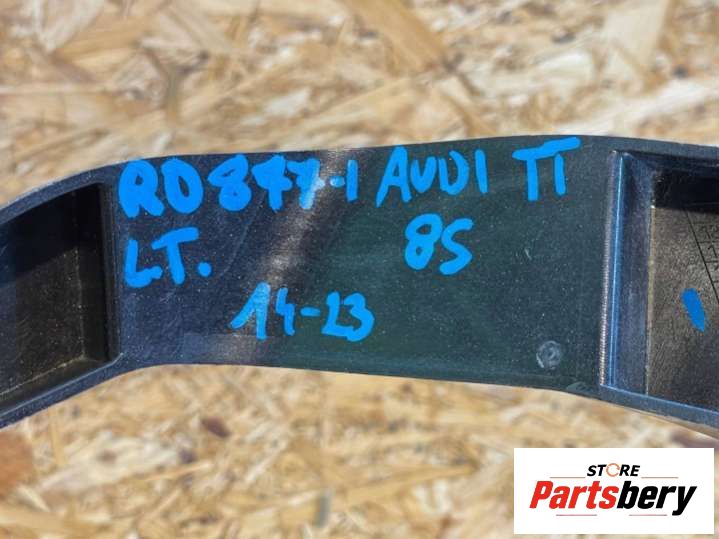 RD877-1 AUDI TT
LT. 8S
14-23
STORE
Partsbery